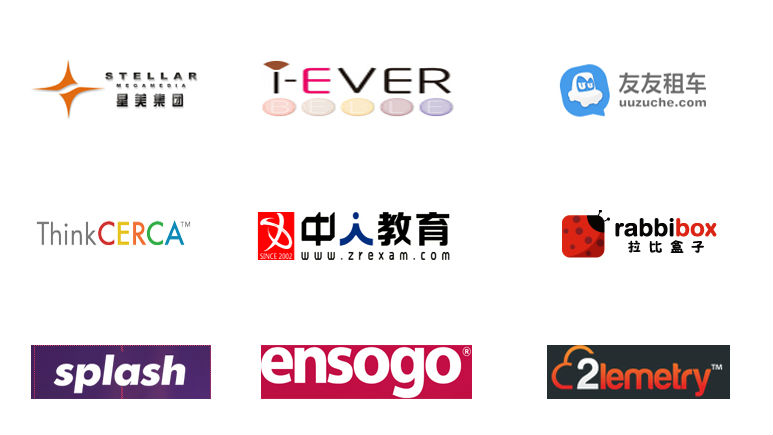 STELLAR
MEGAMEDIA
星美集团
i-EVER
BELLE
友友租车
uuzuche.com
ThinkCERCA™
中人教育
SINCE 2002
www.zrexam.com
rabbibox
拉比盒子
splash
ensogo®
2lemetry™